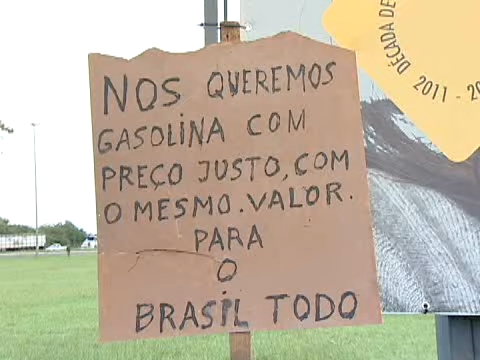 NOS QUEREMOS
GASOLINA COM
PREÇO JUSTO, COM
O MESMO. VALOR.
PARA
O
BRASIL TODO
DÉCADA DE
2011 - 20